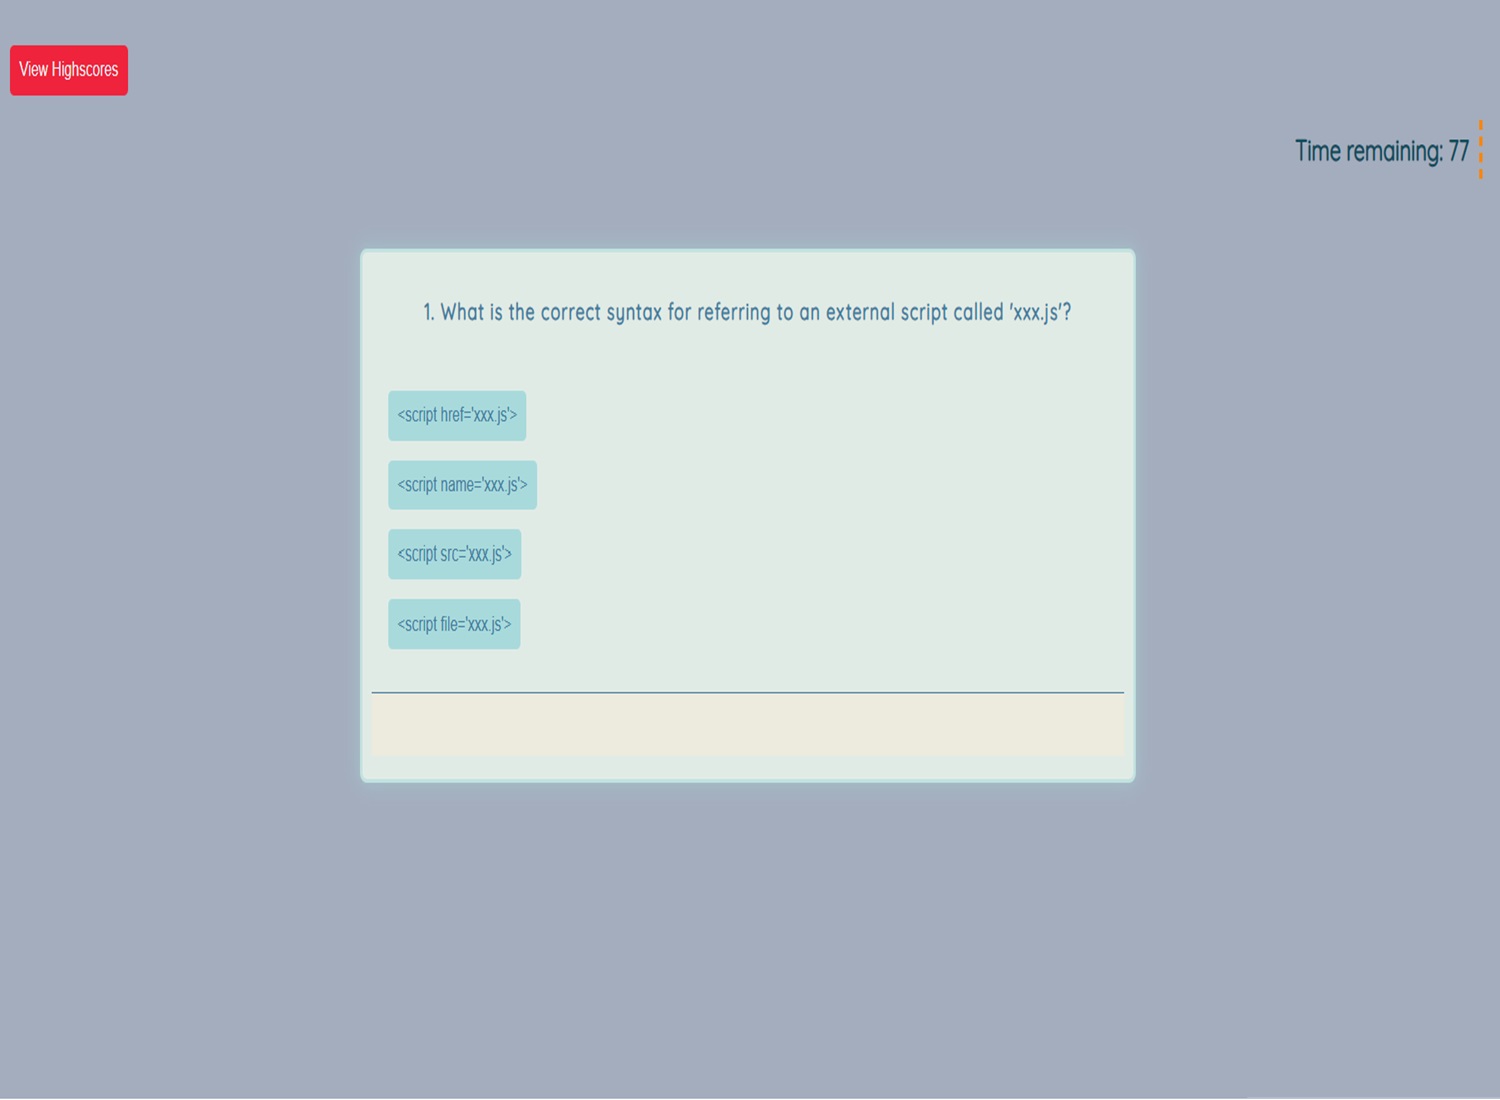 View Highscores
Time remaining: 77
1. What is the correct syntax for referring to an external script called 'xxx.js'?
<script href='xxx.js'>
<script name='xxx.js'>
<script src='xxx.js'>
<script file='xxx.js'>